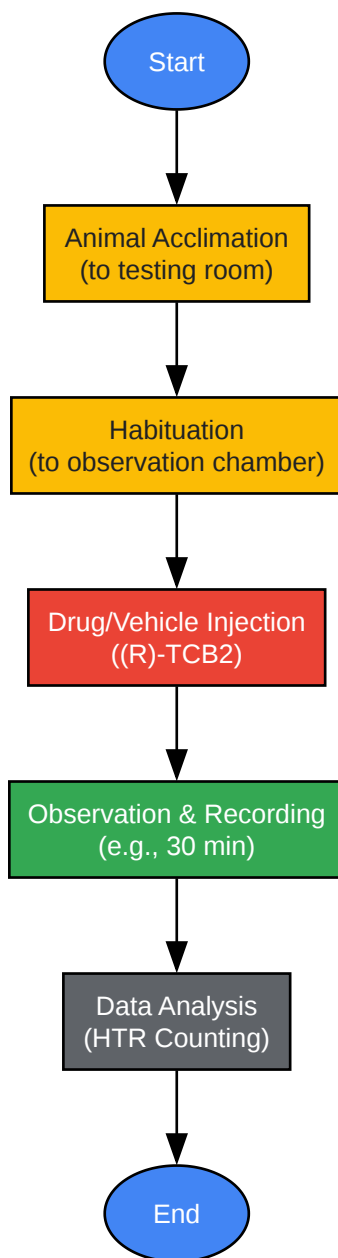 Start
Animal Acclimation
(to testing room)
Habituation
(to observation chamber)
Drug/Vehicle Injection
((R)-TCB2)
Observation & Recording
(e.g., 30 min)
Data Analysis
(HTR Counting)
End